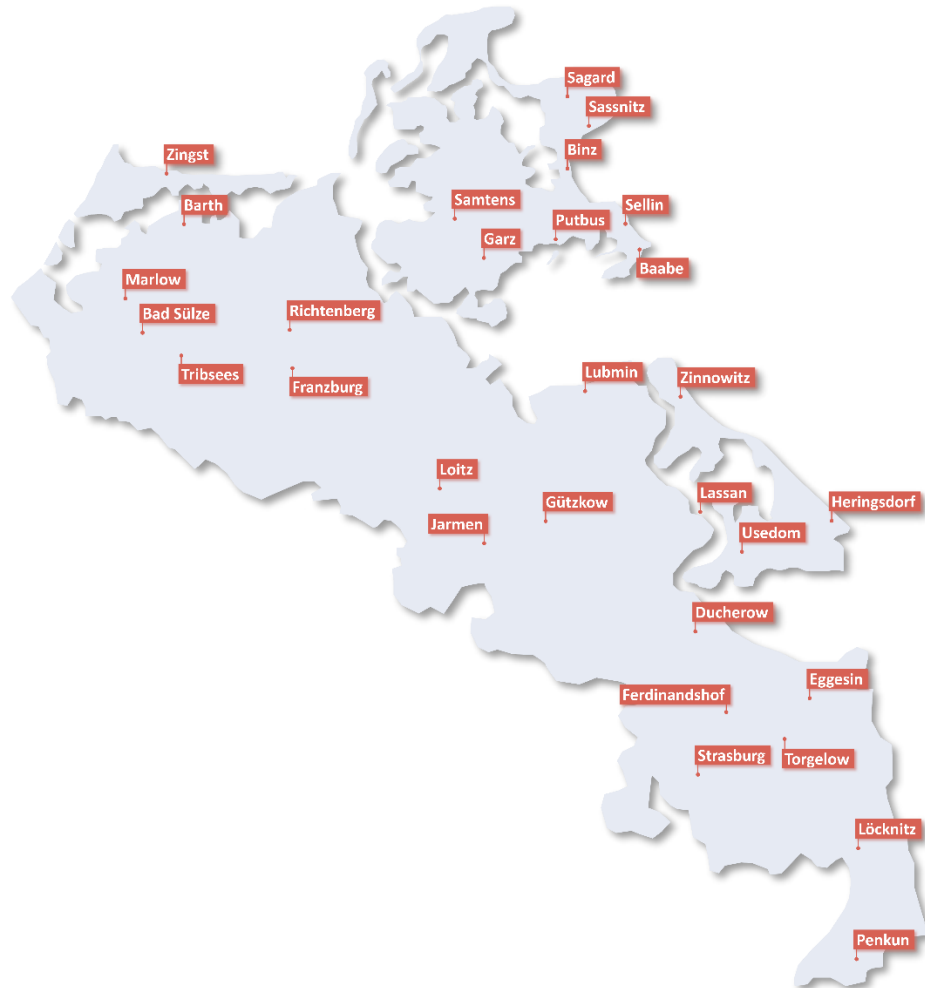 Sagard
Sassnitz
Binz
Zingst
Samtens
Barth
Sellin
Putbus
Garz
Baabe
Marlow
Bad Sülze
Richtenberg
Tribsees
Franzburg
Lubmin
Zinnowitz
Loitz
Lassan
Gützkow
Heringsdorf
Jarmen
Usedom
Ducherow
Eggesin
Ferdinandshof
Strasburg
Torgelow
Löcknitz
Penkun